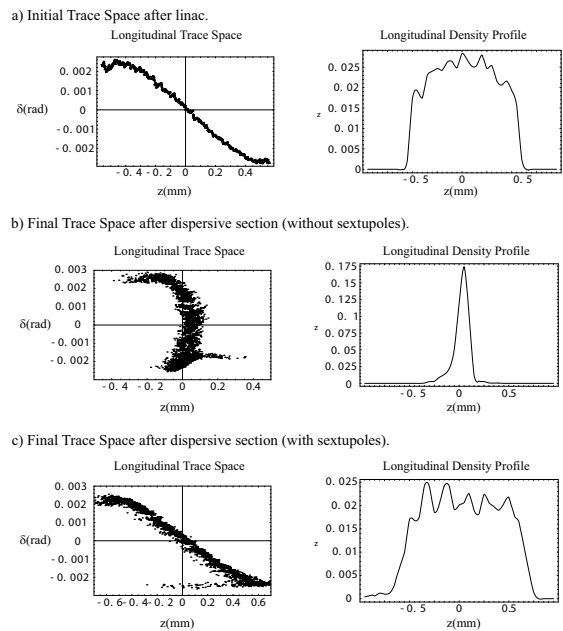 a) Initial Trace Space after linac.
Longitudinal Trace Space
Longitudinal Density Profile
0. 002
0. 001
0
- 0. 001
- 0. 002
δ(rad)
- 0. 4 - 0. 2 0 0. 2 0. 4
z(mm)
0. 025
0. 02
0. 015
0. 01
0. 005
0
z
- 0. 5 0 0. 5
z(mm)
b) Final Trace Space after dispersive section (without sextupoles).
Longitudinal Trace Space
Longitudinal Density Profile
0. 003
0. 002
0. 001
0
- 0. 001
- 0. 002
δ(rad)
- 0. 4 - 0. 2 0 0. 2 0. 4
z(mm)
0. 175
0. 15
0. 125
0. 1
0. 075
0. 05
0. 025
0
z
- 0. 5 0 0. 5
z(mm)
c) Final Trace Space after dispersive section (with sextupoles).
Longitudinal Trace Space
Longitudinal Density Profile
0. 003
0. 002
0. 001
0
- 0. 001
- 0. 002
δ(rad)
- 0. 6- 0. 4- 0. 2 0 0. 2 0. 4 0. 6
z(mm)
0. 025
0. 02
0. 015
0. 01
0. 005
0
z
- 0. 5 0 0. 5
z(mm)